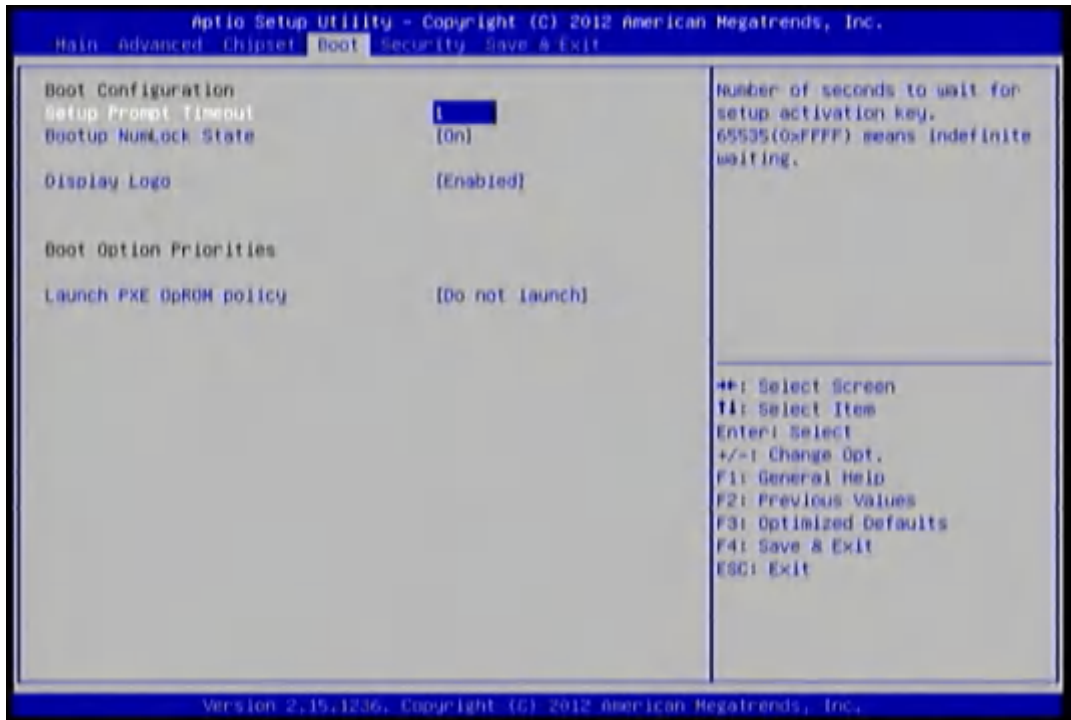 Aptio Setup Utility - Copyright (C) 2012 American Megatrends, Inc.
Main Advanced Chipset Boot Security Save & Exit
Boot Configuration
Setup Prompt Timeout 1
Bootup NumLock State [On]
Display Logo [Enabled]
Boot Option Priorities
Launch PXE OpROM policy [Do not launch]
Number of seconds to wait for
setup activation key.
65535(0xFFFF) means indefinite
waiting.
→←: Select Screen
↑↓: Select Item
Enter: Select
+/-: Change Opt.
F1: General Help
F2: Previous Values
F3: Optimized Defaults
F4: Save & Exit
ESC: Exit
Version 2.15.1236. Copyright (C) 2012 American Megatrends, Inc.